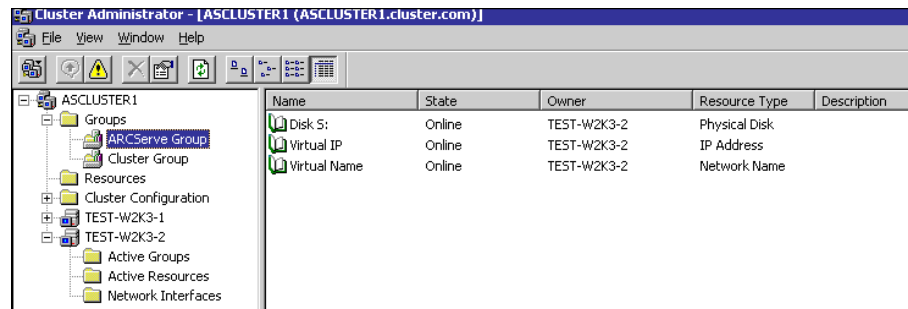 Cluster Administrator - [ASCLUSTER1 (ASCLUSTER1.cluster.com)]
File View Window Help
ASCLUSTER1
Groups
ARCServe Group
Cluster Group
Resources
Cluster Configuration
TEST-W2K3-1
TEST-W2K3-2
Active Groups
Active Resources
Network Interfaces
Name State Owner Resource Type Description
Disk S: Online TEST-W2K3-2 Physical Disk
Virtual IP Online TEST-W2K3-2 IP Address
Virtual Name Online TEST-W2K3-2 Network Name